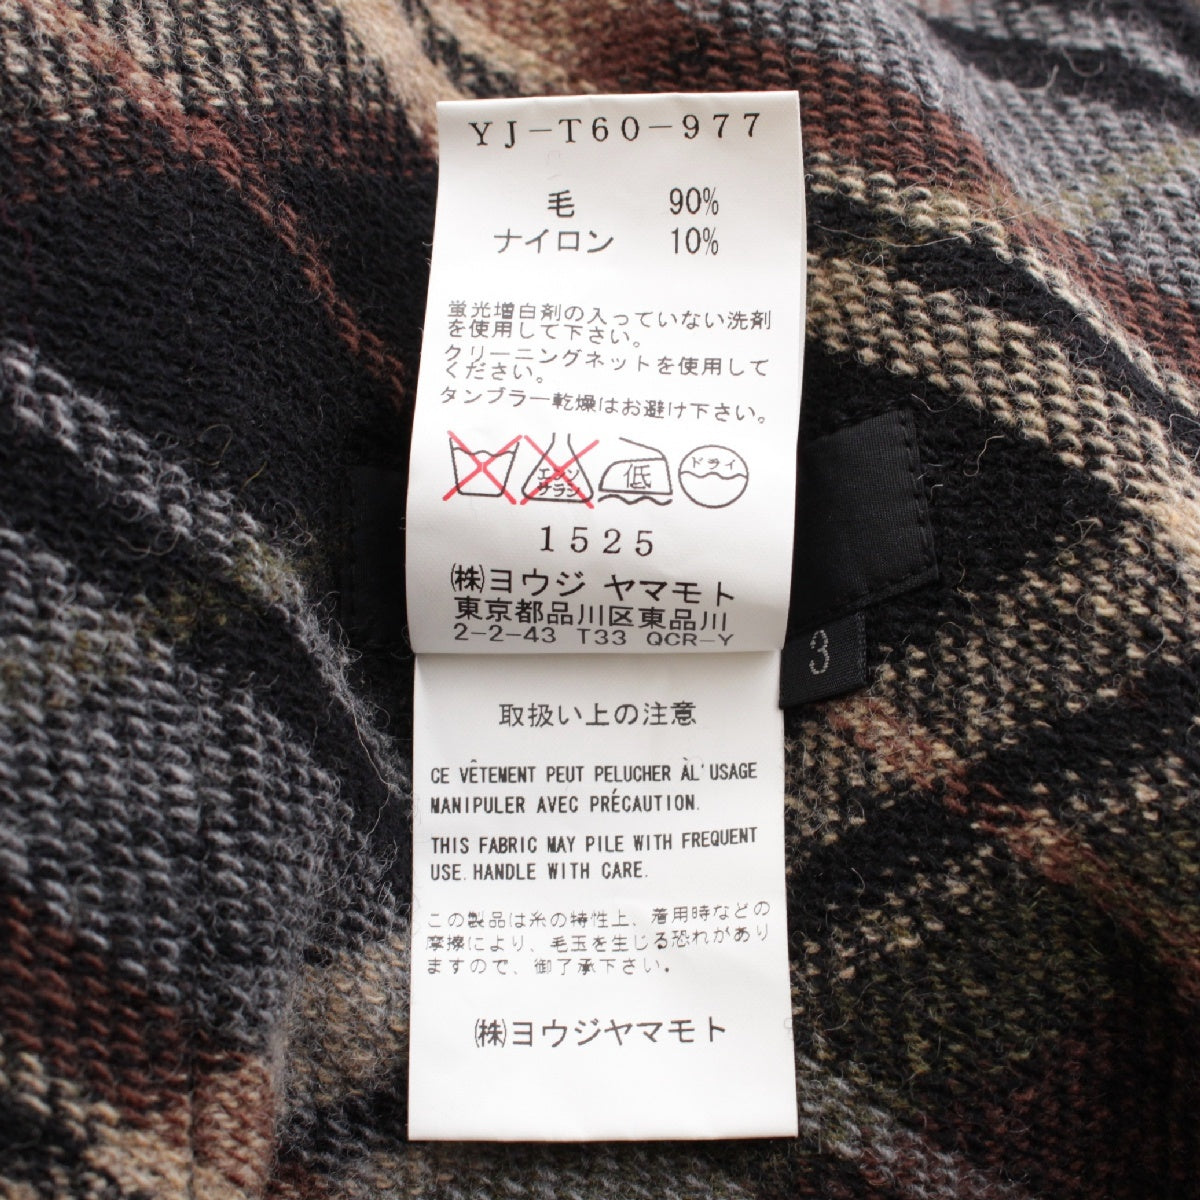 YJ-T60-977
毛 90%
ナイロン 10%
蛍光増白剤の入っていない洗剤
を使用して下さい。
クリーニングネットを使用して
ください。
タンブラー乾燥はお避け下さい。
エンソ
サラシ
低
ドライ
1525
㈱ヨウジ ヤマモト
東京都品川区東品川
2-2-43 T33 QCR-Y
3
取扱い上の注意
CE VÊTEMENT PEUT PELUCHER ÀL'USAGE
MANIPULER AVEC PRÉCAUTION.
THIS FABRIC MAY PILE WITH FREQUENT
USE. HANDLE WITH CARE.
この製品は糸の特性上、着用時などの
摩擦により、毛玉を生じる恐れがあり
ますので、御了承下さい。
㈱ヨウジヤマモト